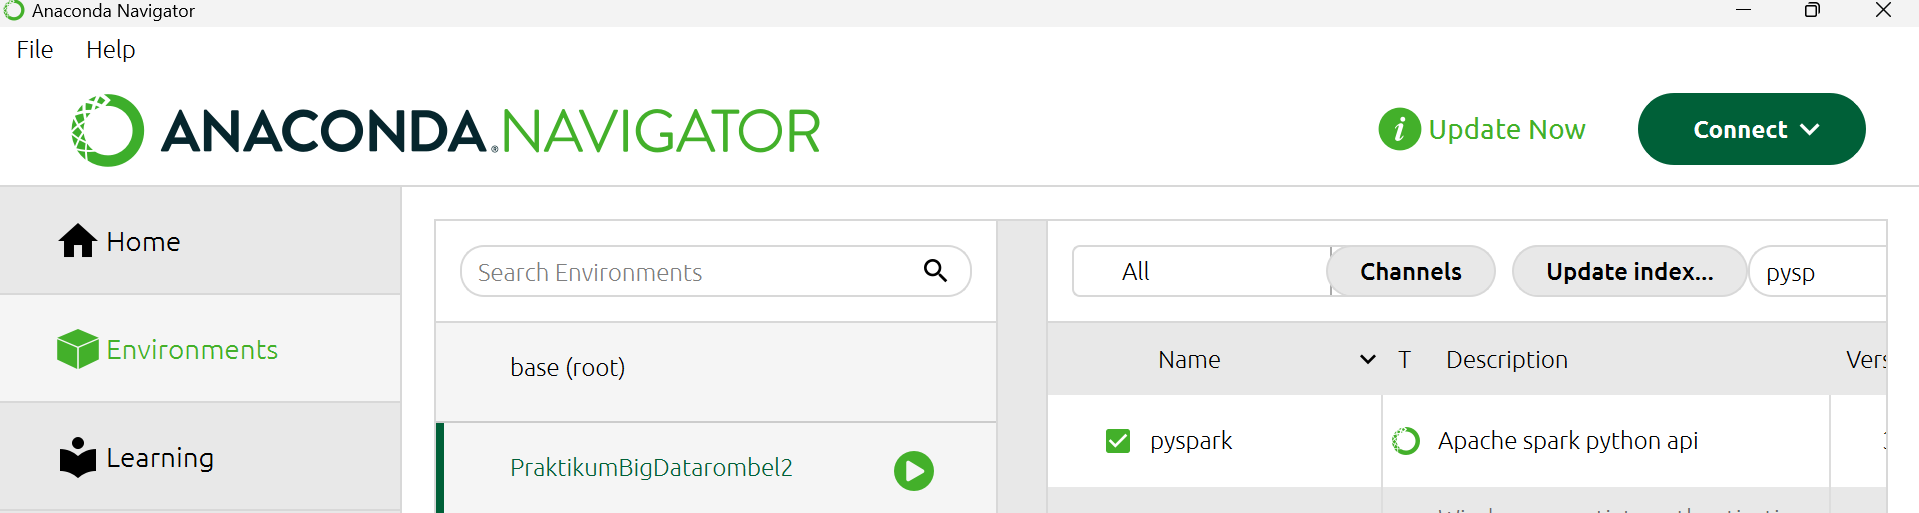 Anaconda Navigator
File Help
ANACONDA.NAVIGATOR
Update Now
Connect
Home
Environments
Learning
Search Environments
base (root)
PraktikumBigDatarombel2
All
Channels
Update index...
pysp
Name T Description
pyspark Apache spark python api